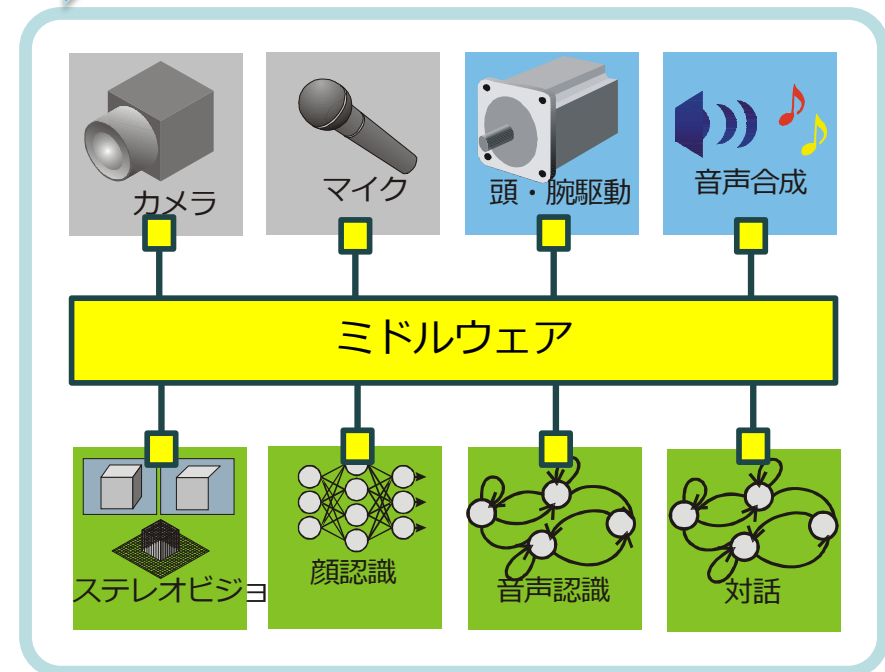 カメラ
マイク
頭・腕駆動
音声合成
ミドルウェア
ステレオビジョ
顔認識
音声認識
対話